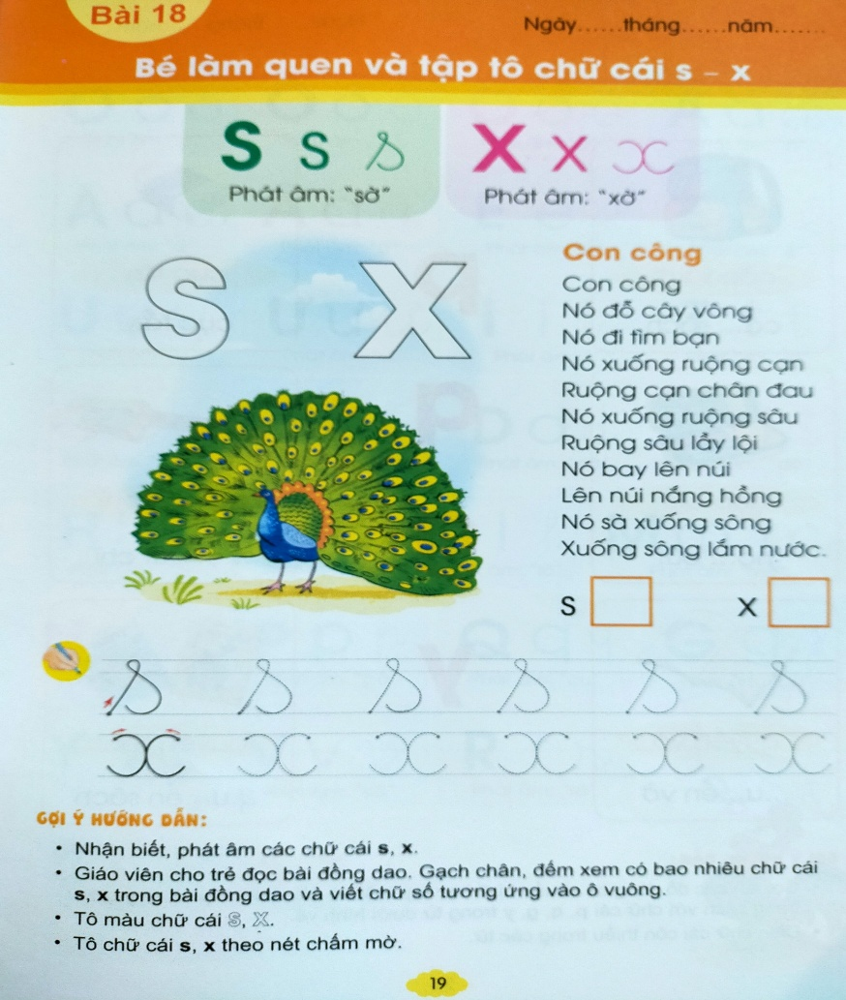 Bài 18
Ngày......tháng......năm.......
Bé làm quen và tập tô chữ cái s - x
S s s
X x x
Phát âm: "sờ"
Phát âm: "xờ"
s x
Con công
Con công
Nó đỗ cây vông
Nó đi tìm bạn
Nó xuống ruộng cạn
Ruộng cạn chân đau
Nó xuống ruộng sâu
Ruộng sâu lầy lội
Nó bay lên núi
Lên núi nắng hồng
Nó sà xuống sông
Xuống sông lắm nước.
s
x
s s s s s s
x x x x x x
GỢI Ý HƯỚNG DẪN:
• Nhận biết, phát âm các chữ cái s, x.
• Giáo viên cho trẻ đọc bài đồng dao. Gạch chân, đếm xem có bao nhiêu chữ cái
s, x trong bài đồng dao và viết chữ số tương ứng vào ô vuông.
• Tô màu chữ cái S, X.
• Tô chữ cái s, x theo nét chấm mờ.
19